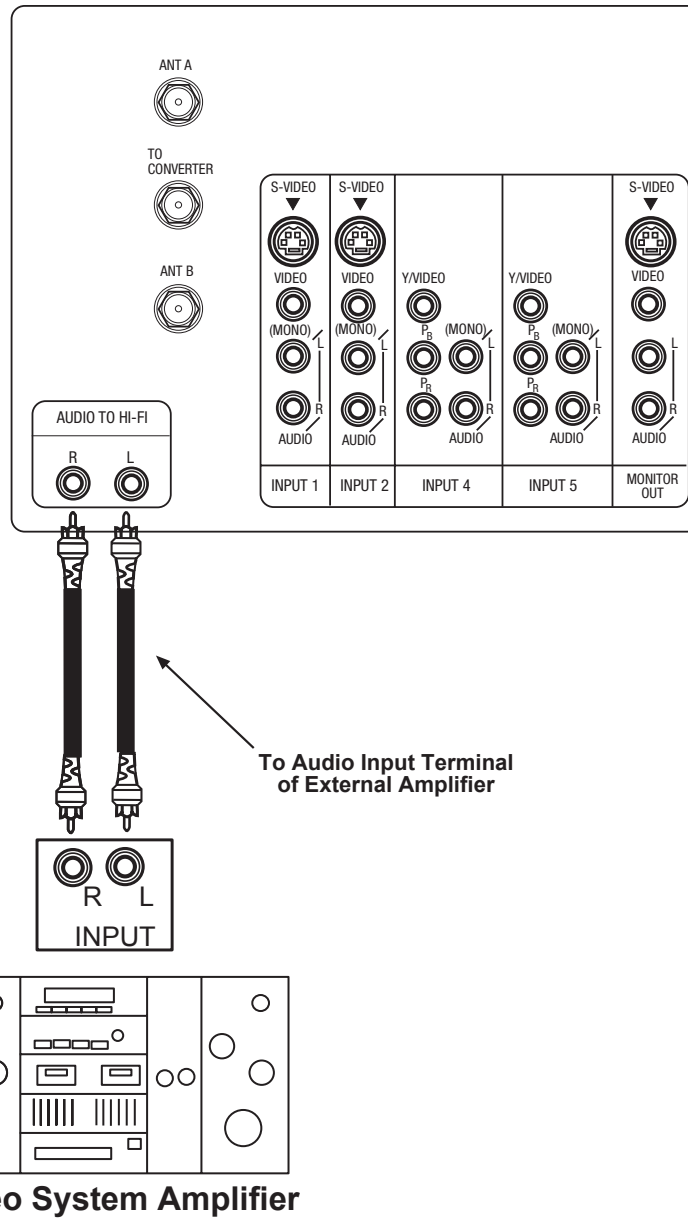 ANT A
TO
CONVERTER
ANT B
S-VIDEO S-VIDEO S-VIDEO
VIDEO VIDEO Y/VIDEO Y/VIDEO VIDEO
(MONO) L (MONO) L PB (MONO) L PB (MONO) L L
PR PR
R R R R R
AUDIO AUDIO AUDIO AUDIO AUDIO
INPUT 1 INPUT 2 INPUT 4 INPUT 5 MONITOR
OUT
AUDIO TO HI-FI
R L
To Audio Input Terminal
of External Amplifier
R L
INPUT
System Amplifier